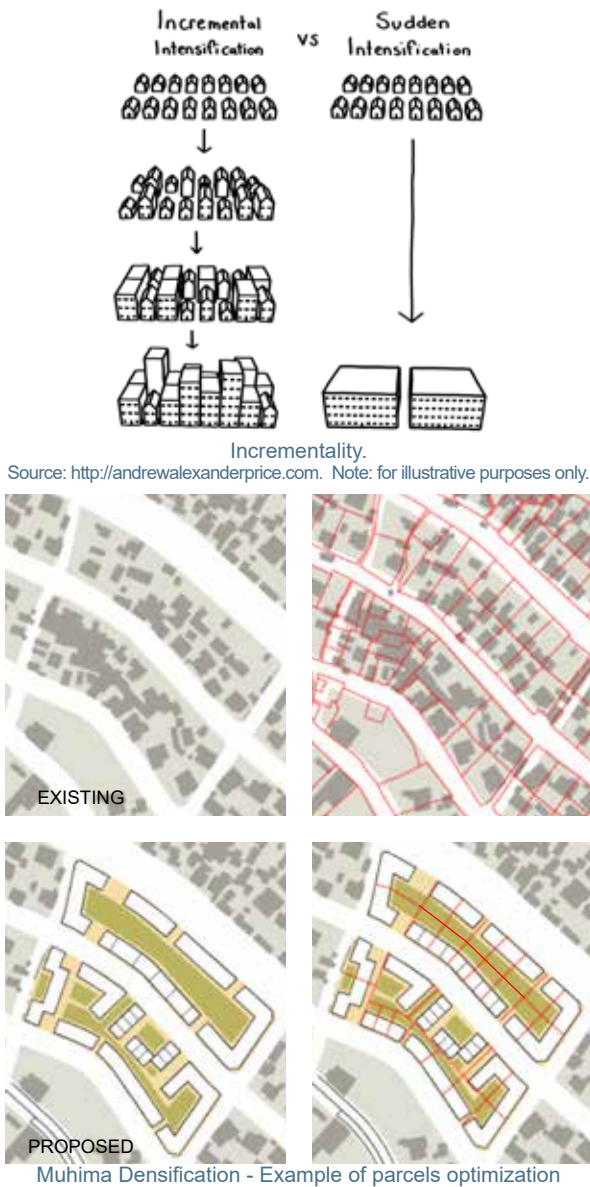 Incremental Intensification
vs
Sudden Intensification
Incrementality.
Source: http://andrewalexanderprice.com. Note: for illustrative purposes only.
EXISTING
PROPOSED
Muhima Densification - Example of parcels optimization